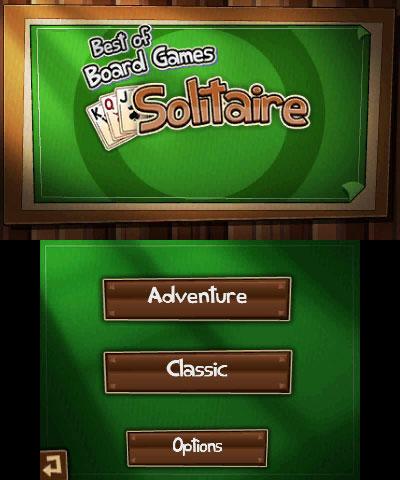 Best of
Board Games
K Q J
Solitaire
Adventure
Classic
Options